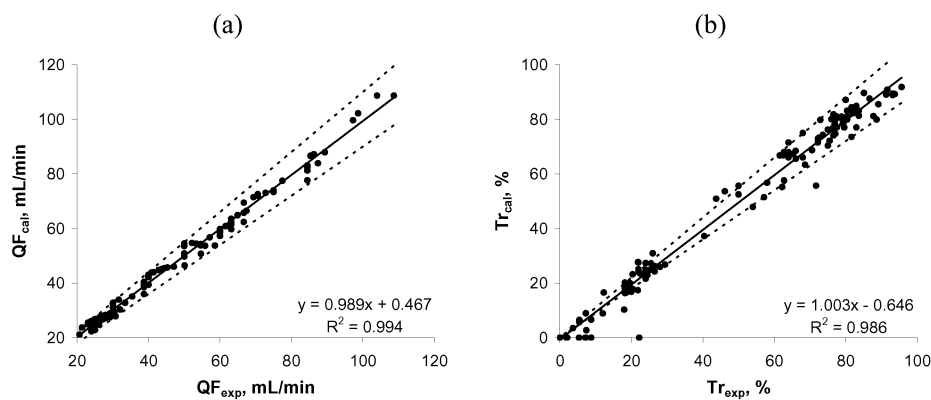 (a)
120
100
80
60
40
20
20 40 60 80 100 120
QFcal, mL/min
QFexp, mL/min
y = 0.989x + 0.467
R² = 0.994
(b)
100
80
60
40
20
0
0 20 40 60 80 100
Trcal, %
Trexp, %
y = 1.003x - 0.646
R² = 0.986